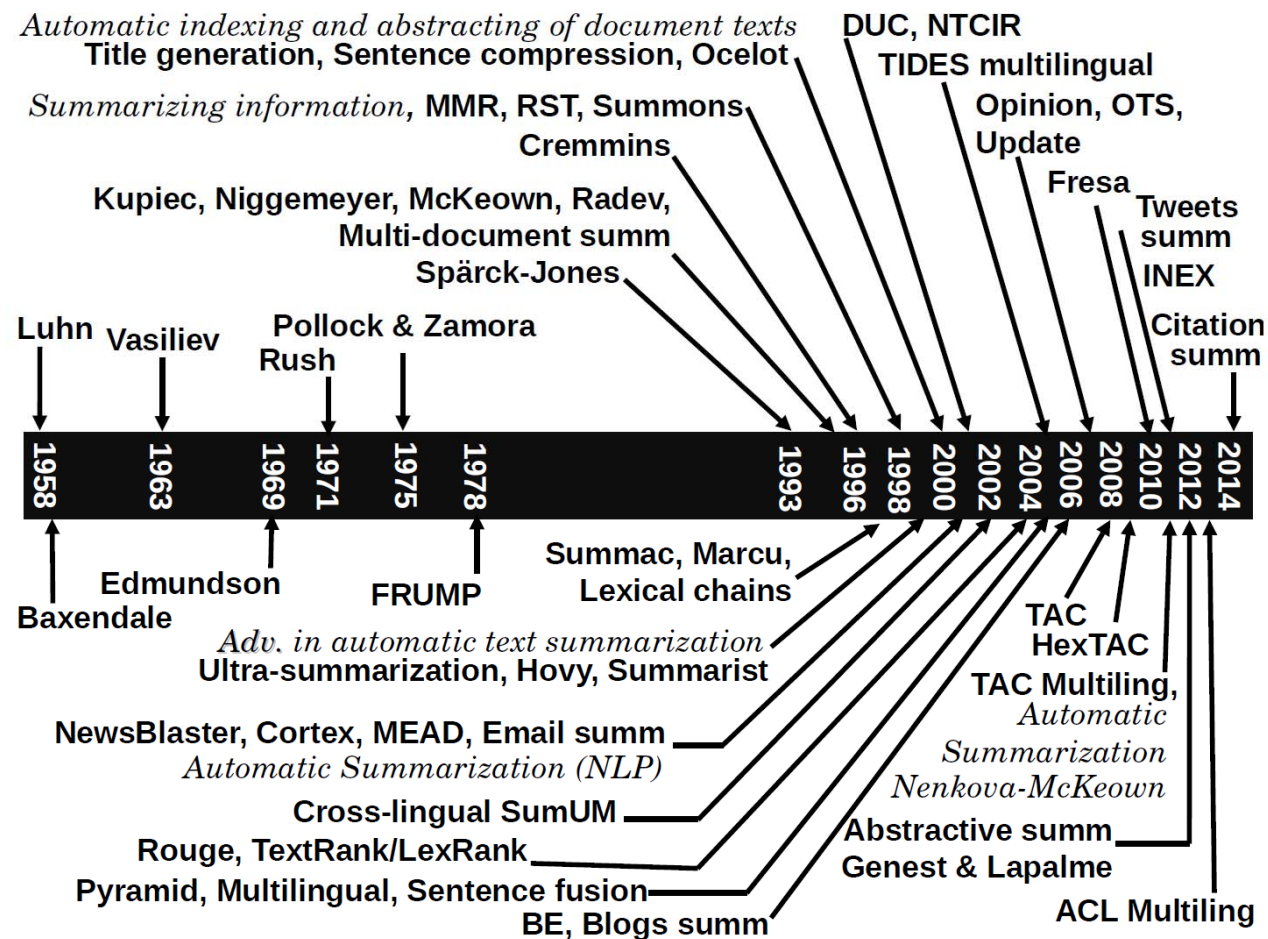 Automatic indexing and abstracting of document texts
Title generation, Sentence compression, Ocelot
Summarizing information, MMR, RST, Summons
Cremmins
Kupiec, Niggemeyer, McKeown, Radev,
Multi-document summ
Spärck-Jones
DUC, NTCIR
TIDES multilingual
Opinion, OTS,
Update
Fresa
Tweets
summ
INEX
Citation
summ
Luhn
Vasiliev
Rush
Pollock & Zamora
1958
1963
1969
1971
1975
1978
1993
1996
1998
2000
2002
2004
2006
2008
2010
2012
2014
Baxendale
Edmundson
FRUMP
Summac, Marcu,
Lexical chains
Adv. in automatic text summarization
Ultra-summarization, Hovy, Summarist
NewsBlaster, Cortex, MEAD, Email summ
Automatic Summarization (NLP)
Cross-lingual SumUM
Rouge, TextRank/LexRank
Pyramid, Multilingual, Sentence fusion
BE, Blogs summ
TAC
HexTAC
TAC Multiling,
Automatic
Summarization
Nenkova-McKeown
Abstractive summ
Genest & Lapalme
ACL Multiling